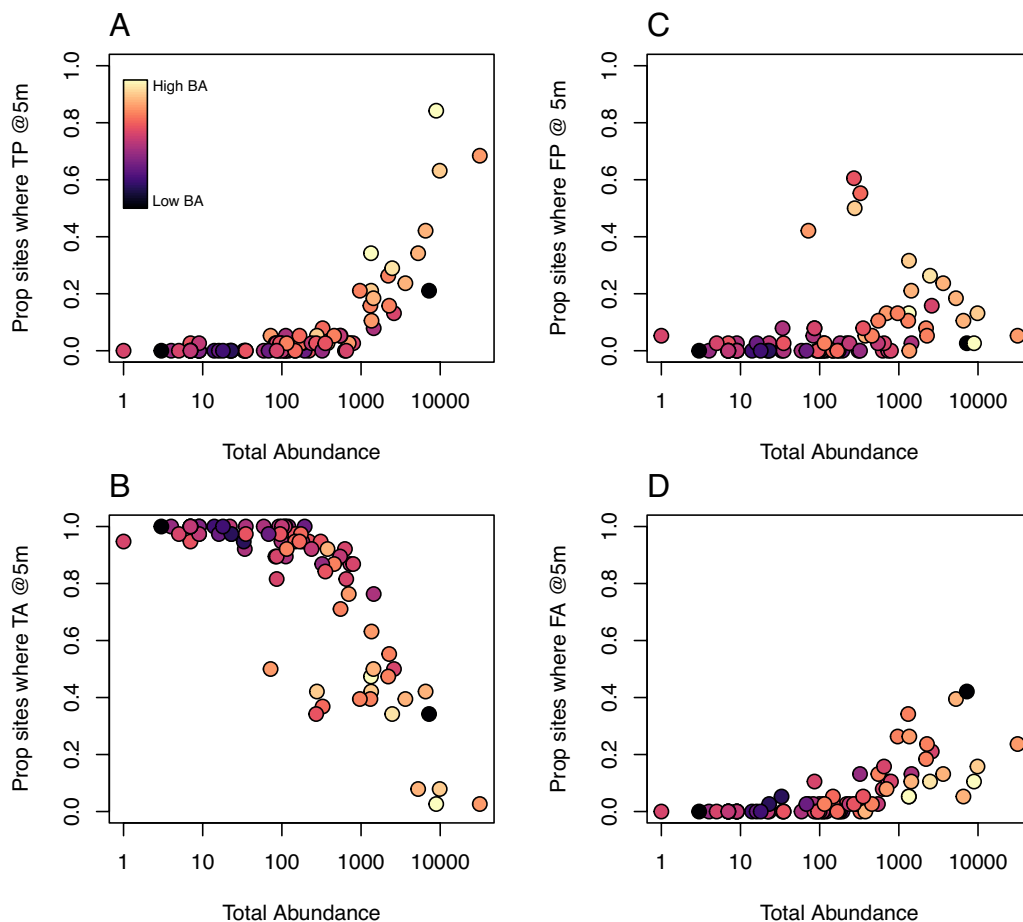 A
Prop sites where TP @5m
1.0
0.8
0.6
0.4
0.2
0.0
High BA
Low BA
1 10 100 1000 10000
Total Abundance
C
Prop sites where FP @ 5m
1.0
0.8
0.6
0.4
0.2
0.0
1 10 100 1000 10000
Total Abundance
B
Prop sites where TA @5m
1.0
0.8
0.6
0.4
0.2
0.0
1 10 100 1000 10000
Total Abundance
D
Prop sites where FA @5m
1.0
0.8
0.6
0.4
0.2
0.0
1 10 100 1000 10000
Total Abundance